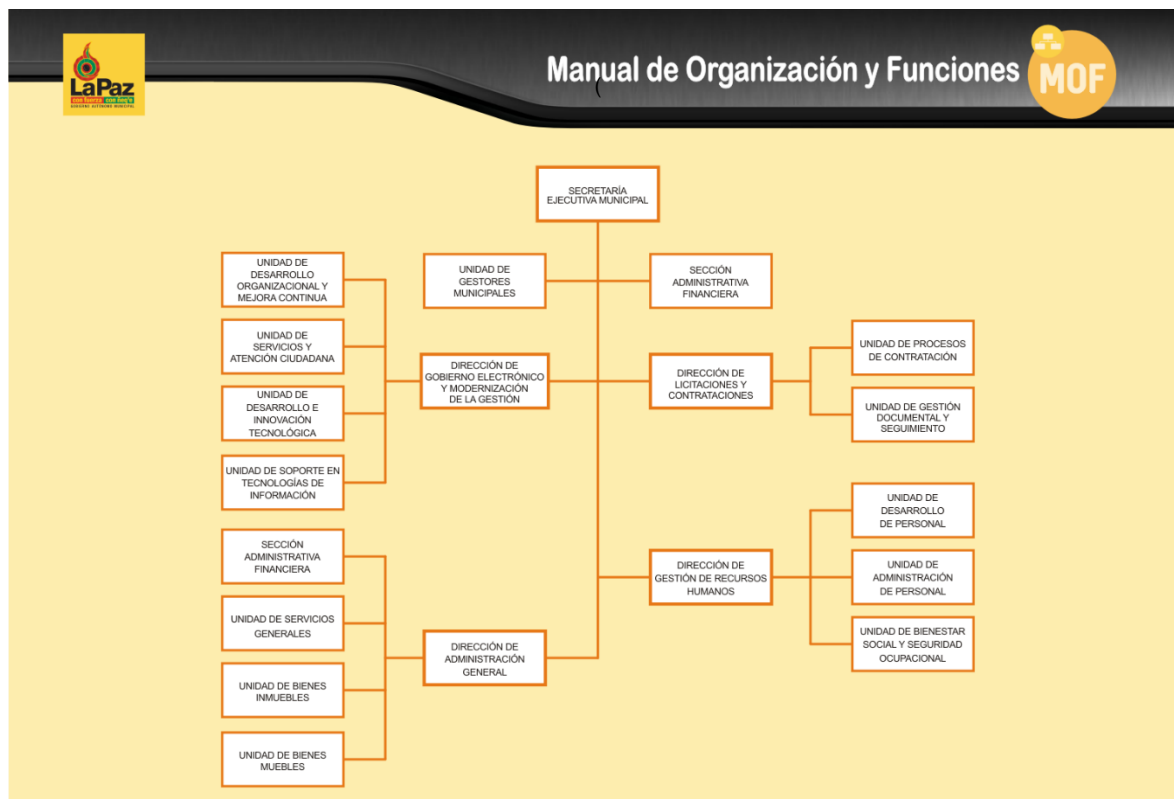 LaPaz
con fuerza
GOBIERNO AUTÓNOMO MUNICIPAL
Manual de Organización y Funciones
MOF
SECRETARÍA
EJECUTIVA MUNICIPAL
UNIDAD DE
GESTORES
MUNICIPALES
SECCIÓN
ADMINISTRATIVA
FINANCIERA
UNIDAD DE
DESARROLLO
ORGANIZACIONAL Y
MEJORA CONTINUA
UNIDAD DE
SERVICIOS Y
ATENCIÓN CIUDADANA
UNIDAD DE
DESARROLLO E
INNOVACIÓN
TECNOLÓGICA
UNIDAD DE SOPORTE EN
TECNOLOGÍAS DE
INFORMACIÓN
DIRECCIÓN DE
GOBIERNO ELECTRÓNICO
Y MODERNIZACIÓN
DE LA GESTIÓN
DIRECCIÓN DE
LICITACIONES Y
CONTRATACIONES
UNIDAD DE PROCESOS
DE CONTRATACIÓN
UNIDAD DE GESTIÓN
DOCUMENTAL Y
SEGUIMIENTO
SECCIÓN
ADMINISTRATIVA
FINANCIERA
UNIDAD DE SERVICIOS
GENERALES
UNIDAD DE BIENES
INMUEBLES
UNIDAD DE BIENES
MUEBLES
DIRECCIÓN DE
ADMINISTRACIÓN
GENERAL
DIRECCIÓN DE
GESTIÓN DE RECURSOS
HUMANOS
UNIDAD DE
DESARROLLO
DE PERSONAL
UNIDAD DE
ADMINISTRACIÓN
DE PERSONAL
UNIDAD DE BIENESTAR
SOCIAL Y SEGURIDAD
OCUPACIONAL